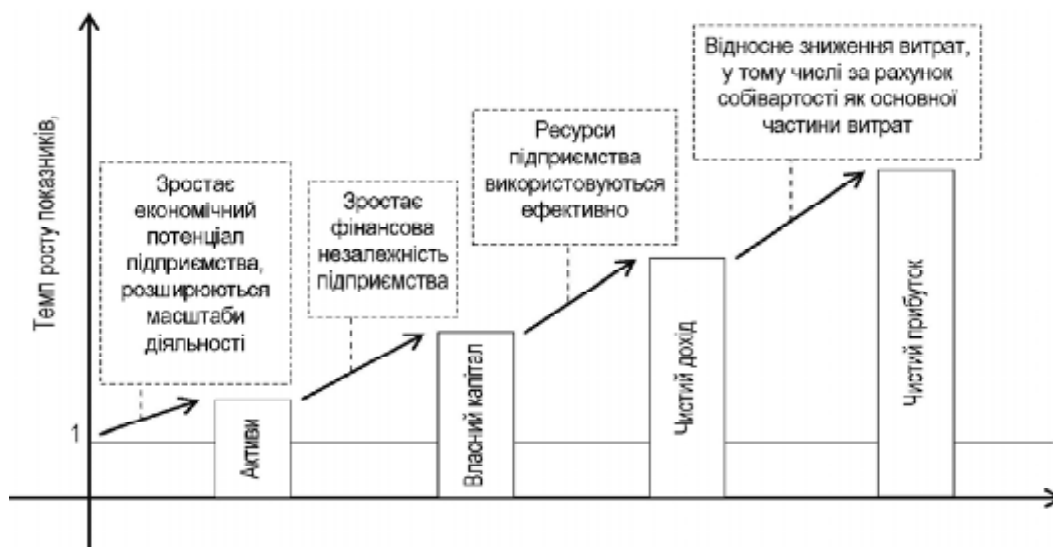 Темп росту показників,
1
Зростає
економічний
потенціал
підприємства,
розширюються
масштаби
діяльності
Активи
Зростає
фінансова
незалежність
підприємства
Власний капітал
Ресурси
підприємства
використовуються
ефективно
Чистий дохід
Відносне зниження витрат,
у тому числі за рахунок
собівартості як основної
частини витрат
Чистий прибуток